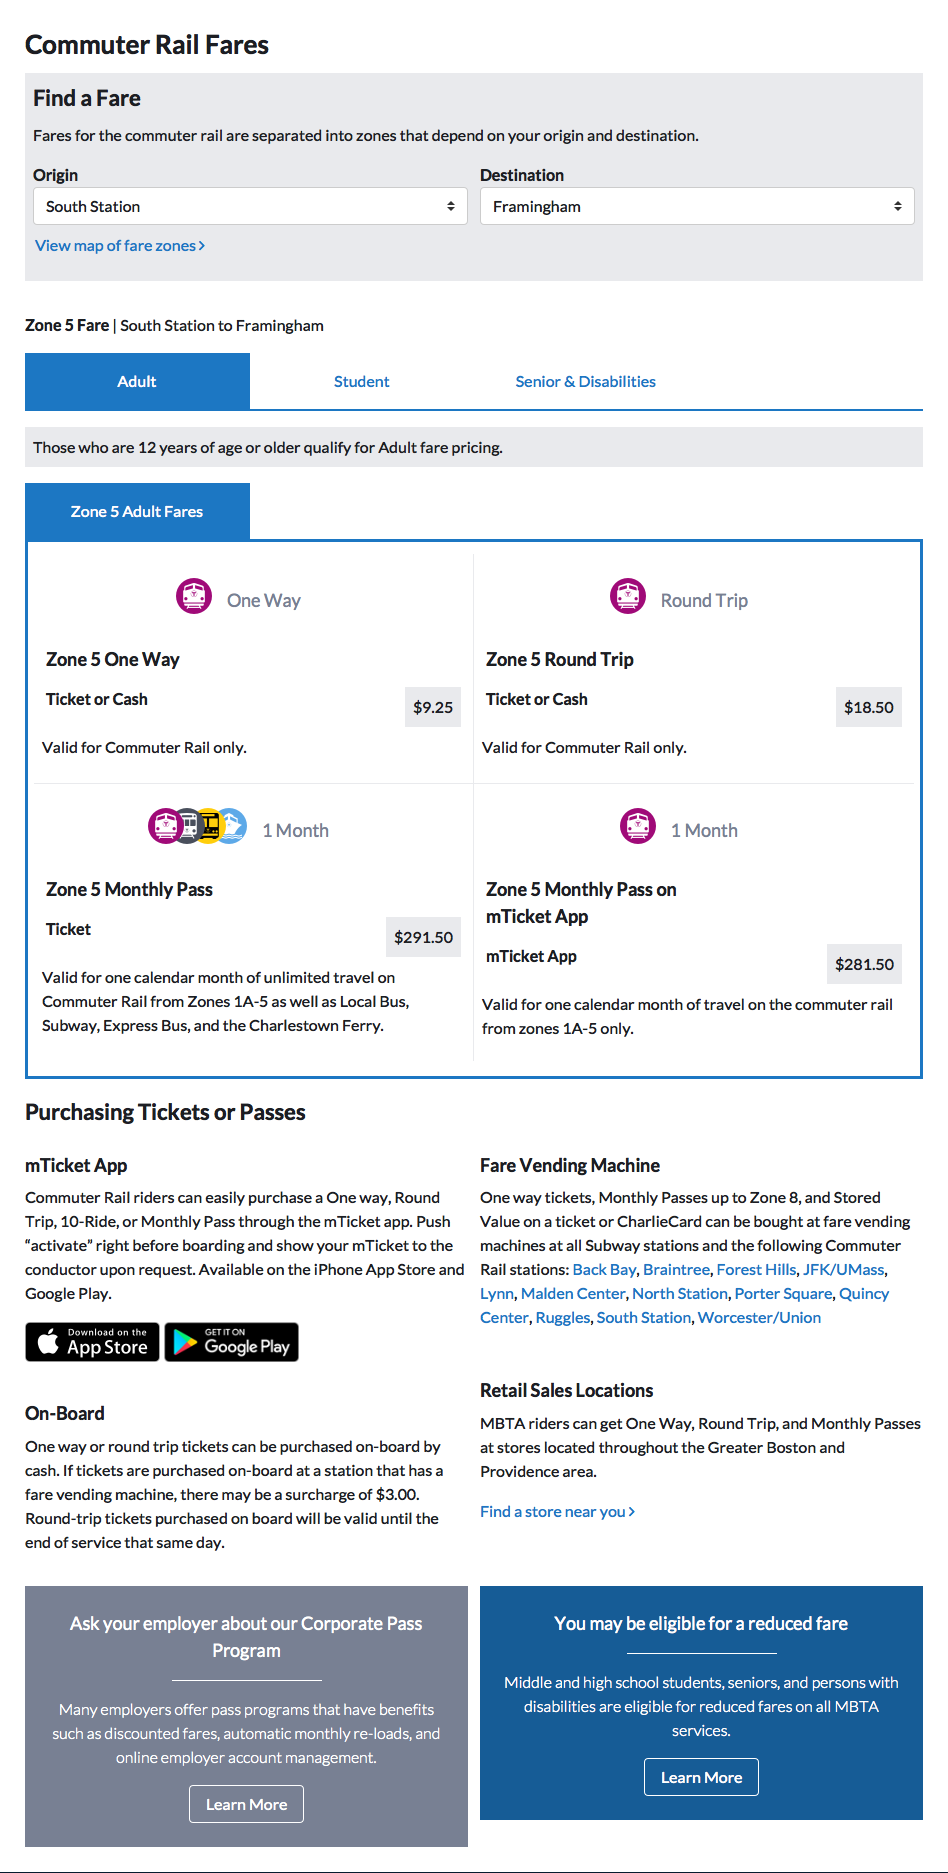 Commuter Rail Fares
Find a Fare
Fares for the commuter rail are separated into zones that depend on your origin and destination.
Origin
South Station
View map of fare zones
Destination
Framingham
Zone 5 Fare | South Station to Framingham
Adult
Student
Senior & Disabilities
Those who are 12 years of age or older qualify for Adult fare pricing.
Zone 5 Adult Fares
One Way
Zone 5 One Way
Ticket or Cash
$9.25
Valid for Commuter Rail only.
Round Trip
Zone 5 Round Trip
Ticket or Cash
$18.50
Valid for Commuter Rail only.
1 Month
Zone 5 Monthly Pass
Ticket
$291.50
Valid for one calendar month of unlimited travel on
Commuter Rail from Zones 1A-5 as well as Local Bus,
Subway, Express Bus, and the Charlestown Ferry.
1 Month
Zone 5 Monthly Pass on
mTicket App
mTicket App
$281.50
Valid for one calendar month of travel on the commuter rail
from zones 1A-5 only.
Purchasing Tickets or Passes
mTicket App
Commuter Rail riders can easily purchase a One way, Round
Trip, 10-Ride, or Monthly Pass through the mTicket app. Push
“activate” right before boarding and show your mTicket to the
conductor upon request. Available on the iPhone App Store and
Google Play.
Download on the
App Store
GET IT ON
Google Play
On-Board
One way or round trip tickets can be purchased on-board by
cash. If tickets are purchased on-board at a station that has a
fare vending machine, there may be a surcharge of $3.00.
Round-trip tickets purchased on board will be valid until the
end of service that same day.
Fare Vending Machine
One way tickets, Monthly Passes up to Zone 8, and Stored
Value on a ticket or CharlieCard can be bought at fare vending
machines at all Subway stations and the following Commuter
Rail stations: Back Bay, Braintree, Forest Hills, JFK/UMass,
Lynn, Malden Center, North Station, Porter Square, Quincy
Center, Ruggles, South Station, Worcester/Union
Retail Sales Locations
MBTA riders can get One Way, Round Trip, and Monthly Passes
at stores located throughout the Greater Boston and
Providence area.
Find a store near you
Ask your employer about our Corporate Pass
Program
Many employers offer pass programs that have benefits
such as discounted fares, automatic monthly re-loads, and
online employer account management.
Learn More
You may be eligible for a reduced fare
Middle and high school students, seniors, and persons with
disabilities are eligible for reduced fares on all MBTA
services.
Learn More